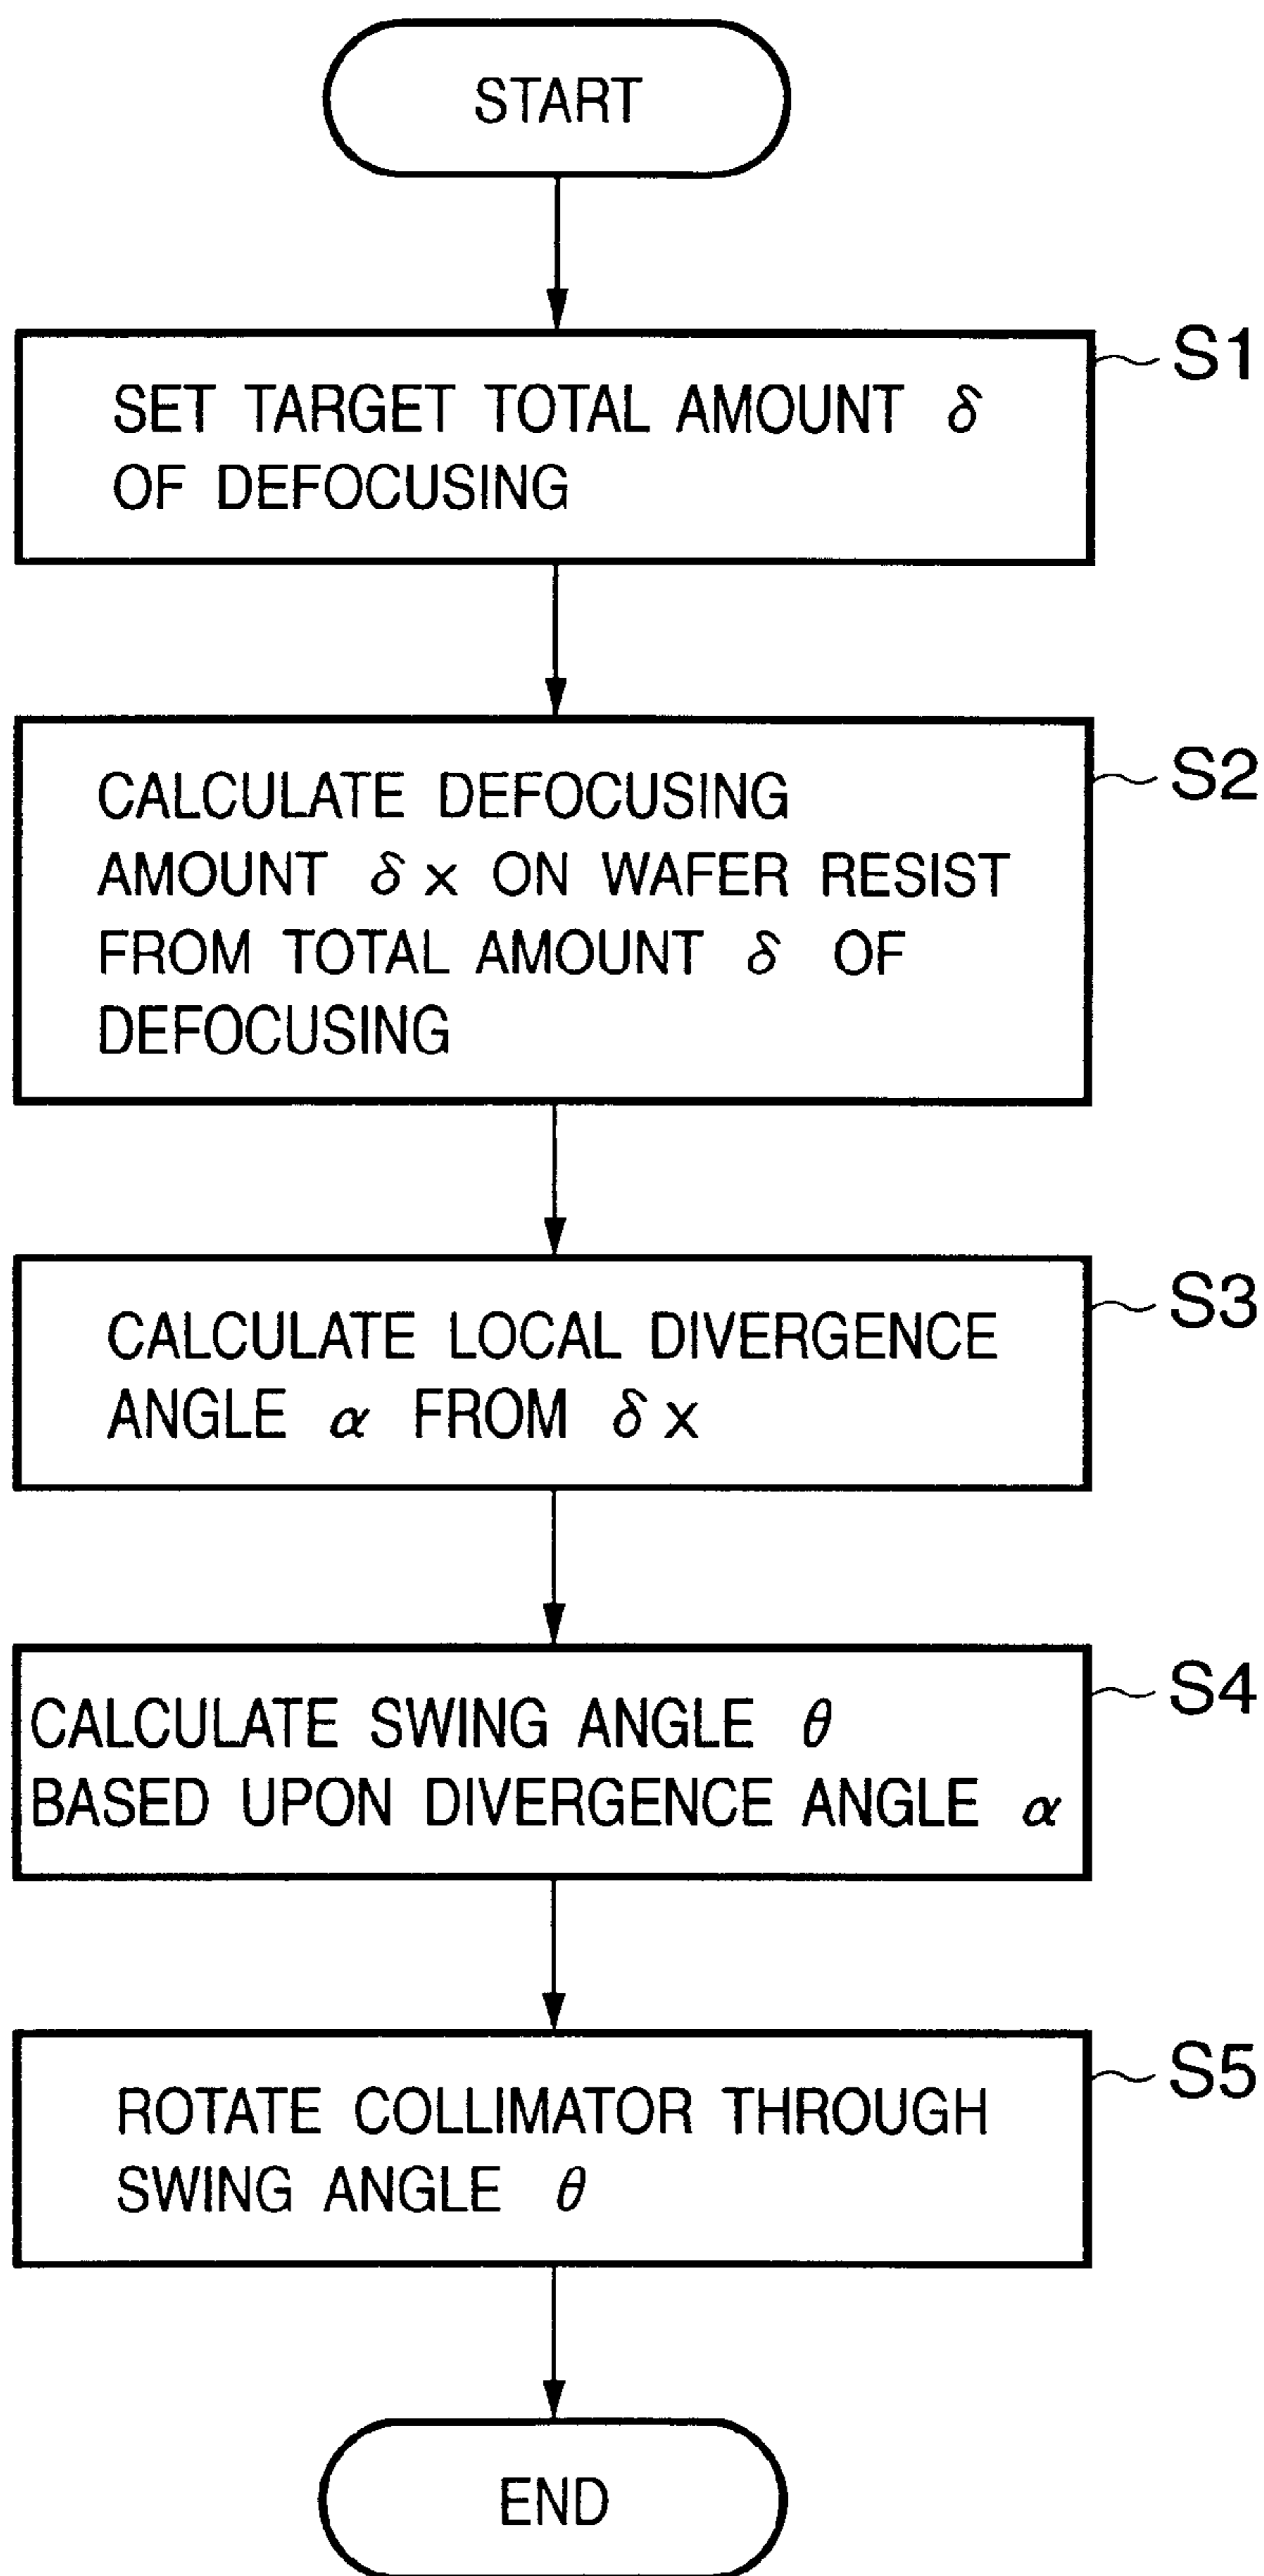 START
S1
SET TARGET TOTAL AMOUNT δ
OF DEFOCUSING
S2
CALCULATE DEFOCUSING
AMOUNT δx ON WAFER RESIST
FROM TOTAL AMOUNT δ OF
DEFOCUSING
S3
CALCULATE LOCAL DIVERGENCE
ANGLE α FROM δx
S4
CALCULATE SWING ANGLE θ
BASED UPON DIVERGENCE ANGLE α
S5
ROTATE COLLIMATOR THROUGH
SWING ANGLE θ
END